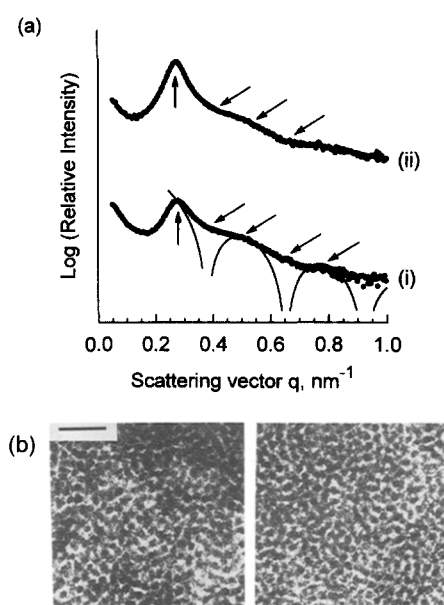 (a)
Log (Relative Intensity)
(ii)
(i)
0.0 0.2 0.4 0.6 0.8 1.0
Scattering vector q, nm⁻¹
(b)